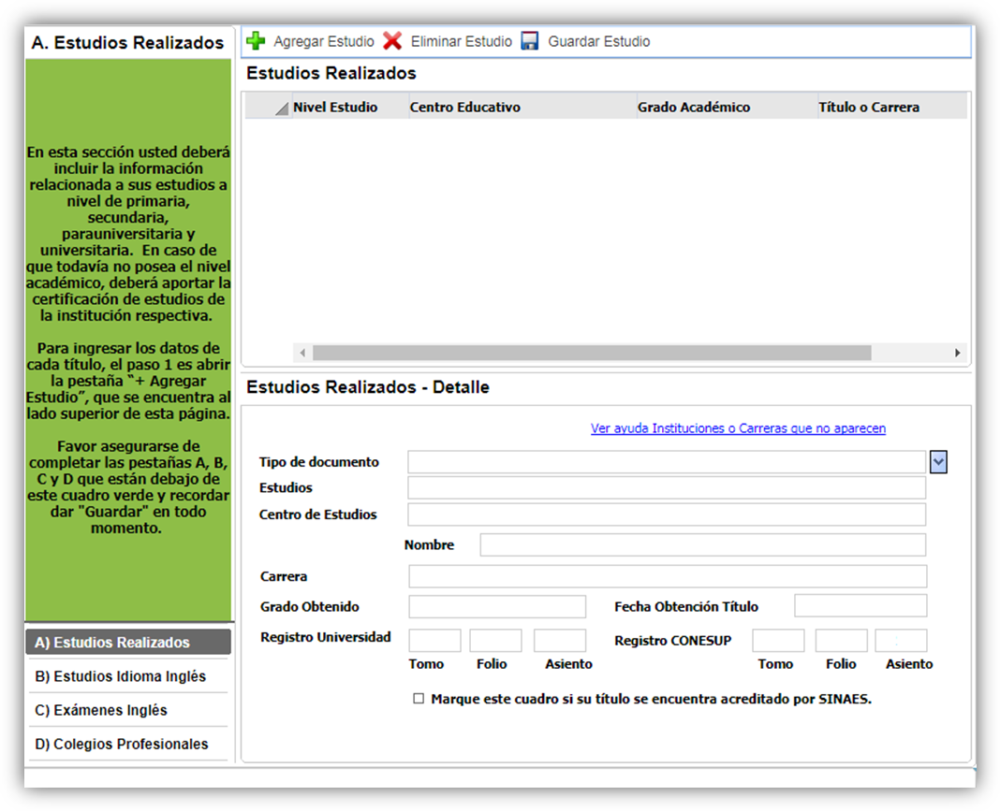 A. Estudios Realizados
En esta sección usted deberá
incluir la información
relacionada a sus estudios a
nivel de primaria,
secundaria,
parauniversitaria y
universitaria. En caso de
que todavía no posea el nivel
académico, deberá aportar la
certificación de estudios de
la institución respectiva.
Para ingresar los datos de
cada título, el paso 1 es abrir
la pestaña “+ Agregar
Estudio”, que se encuentra al
lado superior de esta página.
Favor asegurarse de
completar las pestañas A, B,
C y D que están debajo de
este cuadro verde y recordar
dar "Guardar" en todo
momento.
A) Estudios Realizados
B) Estudios Idioma Inglés
C) Exámenes Inglés
D) Colegios Profesionales
Agregar Estudio Eliminar Estudio Guardar Estudio
Estudios Realizados
Nivel Estudio Centro Educativo Grado Académico Título o Carrera
Estudios Realizados - Detalle
Ver ayuda Instituciones o Carreras que no aparecen
Tipo de documento
Estudios
Centro de Estudios
Nombre
Carrera
Grado Obtenido Fecha Obtención Título
Registro Universidad Registro CONESUP
Tomo Folio Asiento Tomo Folio Asiento
Marque este cuadro si su título se encuentra acreditado por SINAES.